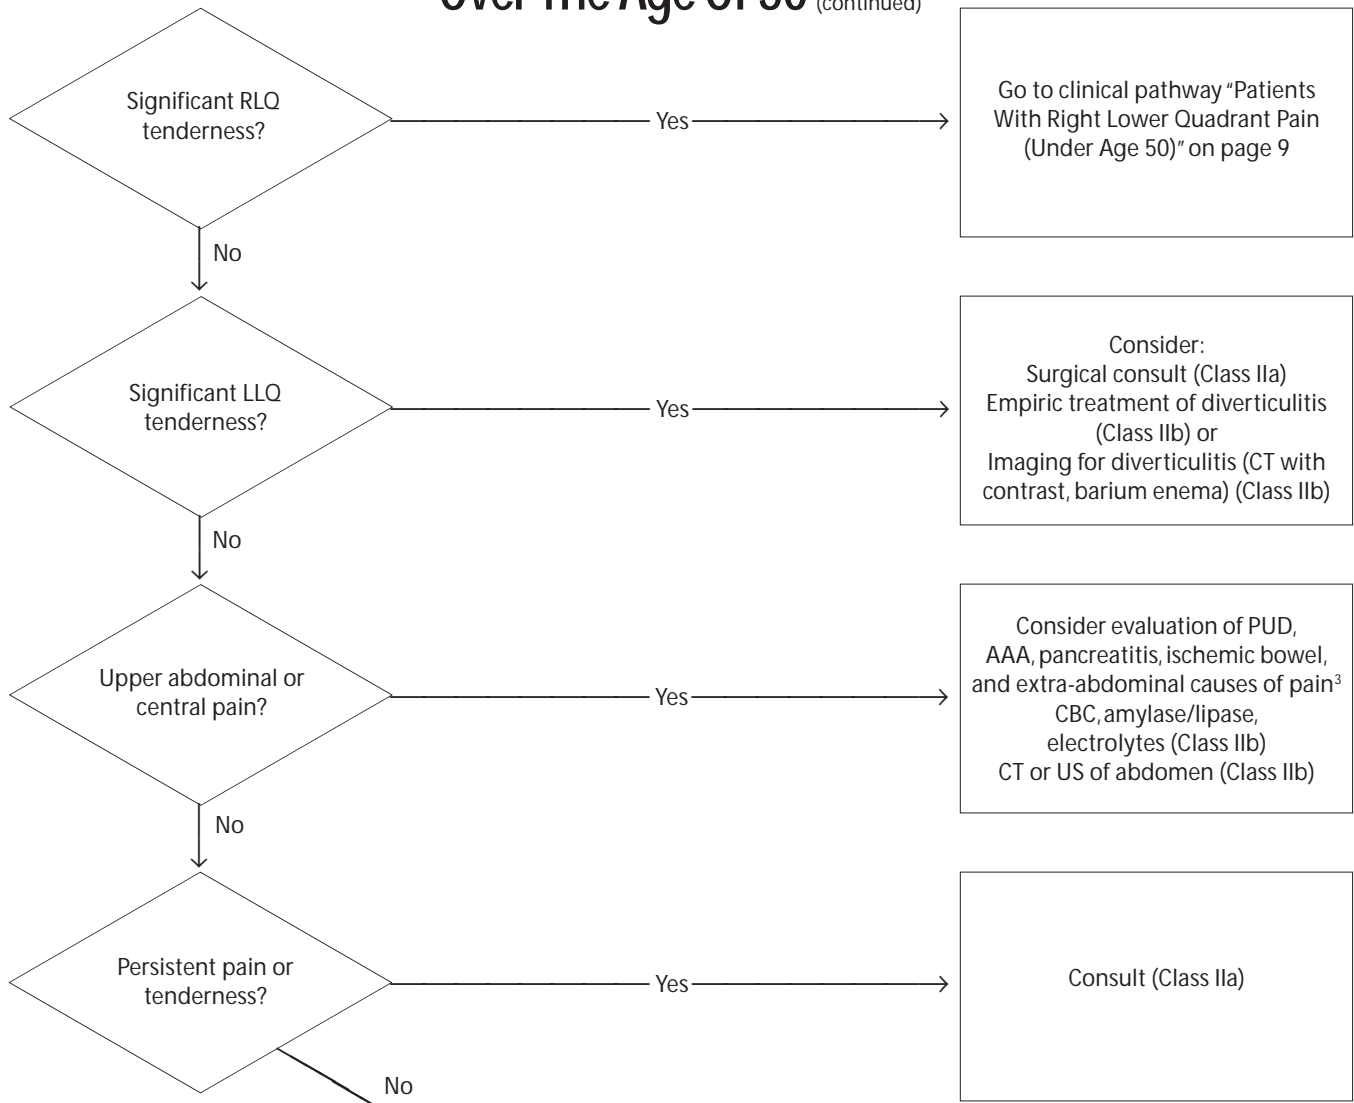 Over The Age Of 50 (continued)
Significant RLQ
tenderness?
Yes
Go to clinical pathway “Patients
With Right Lower Quadrant Pain
(Under Age 50)” on page 9
No
Significant LLQ
tenderness?
Yes
Consider:
Surgical consult (Class IIa)
Empiric treatment of diverticulitis
(Class IIb) or
Imaging for diverticulitis (CT with
contrast, barium enema) (Class IIb)
No
Upper abdominal or
central pain?
Yes
Consider evaluation of PUD,
AAA, pancreatitis, ischemic bowel,
and extra-abdominal causes of pain³
CBC, amylase/lipase,
electrolytes (Class IIb)
CT or US of abdomen (Class IIb)
No
Persistent pain or
tenderness?
Yes
Consult (Class IIa)
No